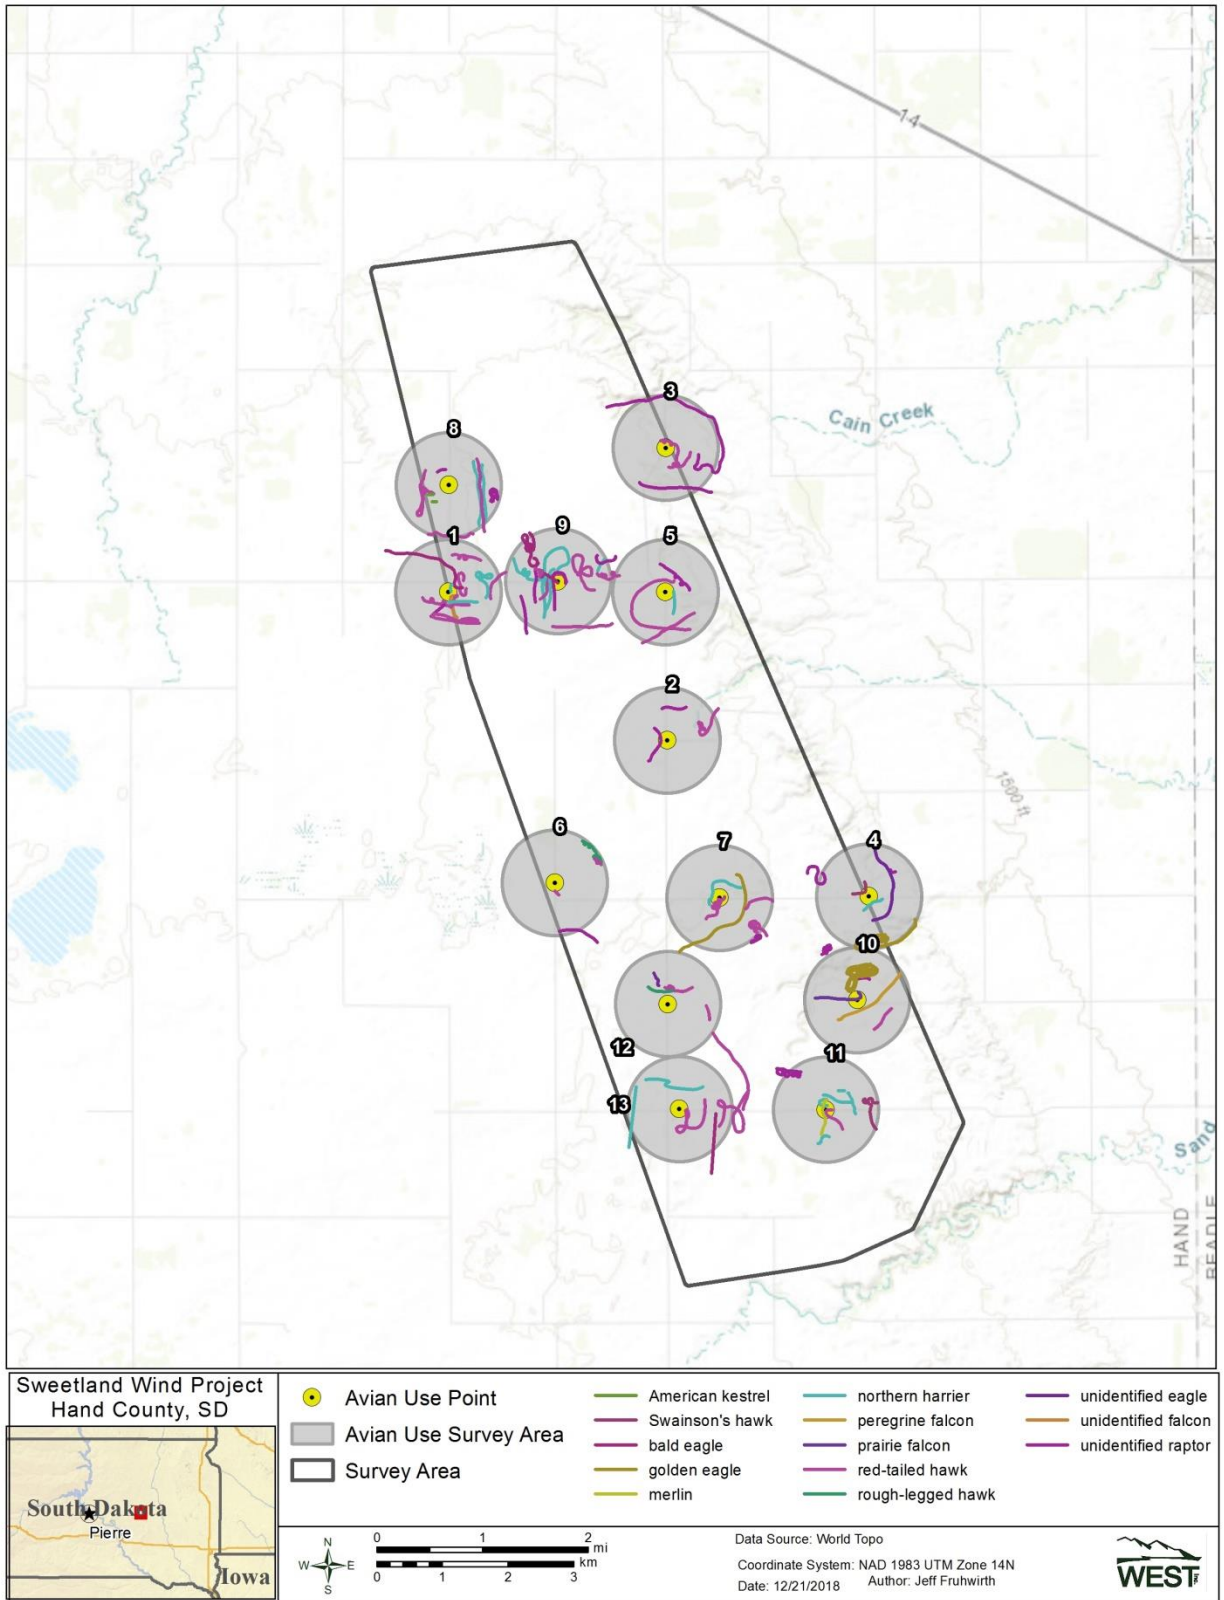 14
Cain Creek
3
8
1
9
5
2
1500 ft
6
7
4
10
12
11
13
Sand
HAND
BEADLE
Sweetland Wind Project
Hand County, SD
South Dakota
Pierre
Iowa
Avian Use Point
Avian Use Survey Area
Survey Area
American kestrel
Swainson's hawk
bald eagle
golden eagle
merlin
northern harrier
peregrine falcon
prairie falcon
red-tailed hawk
rough-legged hawk
unidentified eagle
unidentified falcon
unidentified raptor
N
W E
S
0 1 2
mi
km
0 1 2 3
Data Source: World Topo
Coordinate System: NAD 1983 UTM Zone 14N
Date: 12/21/2018 Author: Jeff Fruhwirth
WEST